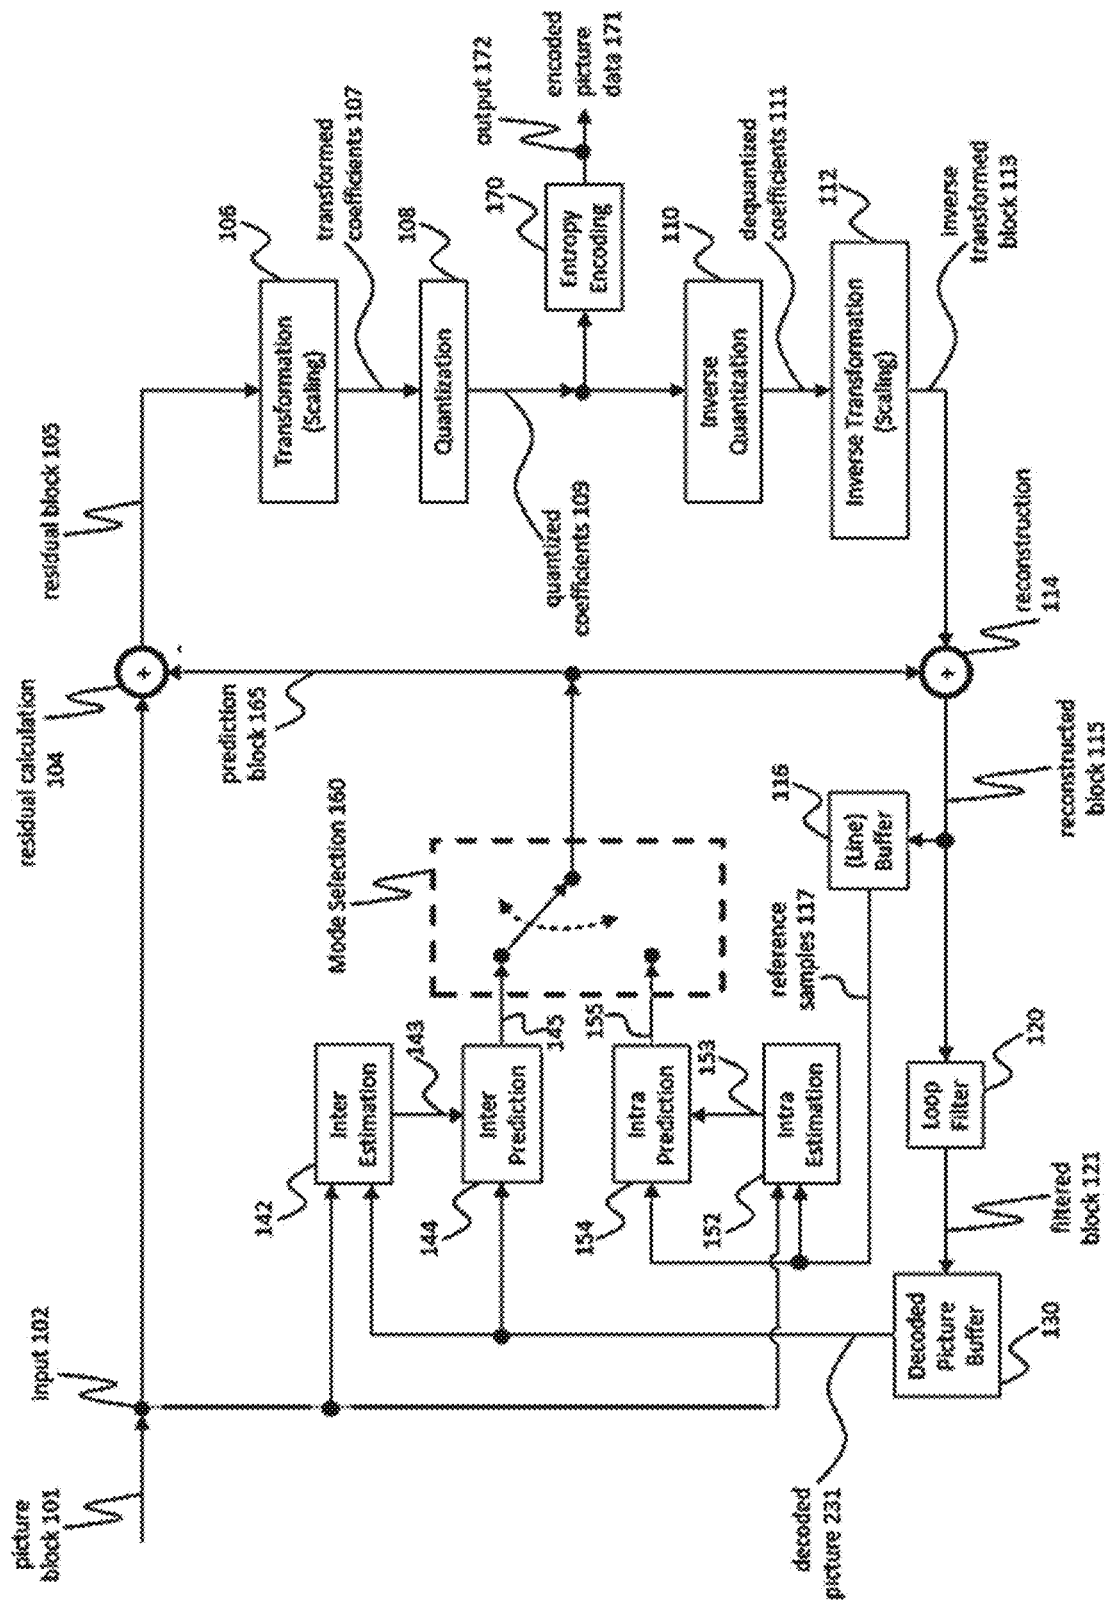 picture
block 101
input 102
residual calculation
104
residual block 105
106
Transformation
(Scaling)
transformed
coefficients 107
108
Quantization
quantized
coefficients 109
output 172
encoded
picture
data 171
170
Entropy
Encoding
110
Inverse
Quantization
dequantized
coefficients 111
112
Inverse Transformation
(Scaling)
inverse
transformed
block 113
reconstruction
114
reconstructed
block 115
116
(Line)
Buffer
reference
samples 117
prediction
block 165
Mode Selection 160
142
Inter
Estimation
143
144
Inter
Prediction
145
155
154
Intra
Prediction
153
152
Intra
Estimation
120
Loop
Filter
filtered
block 121
Decoded
Picture
Buffer
130
decoded
picture 231
+
+